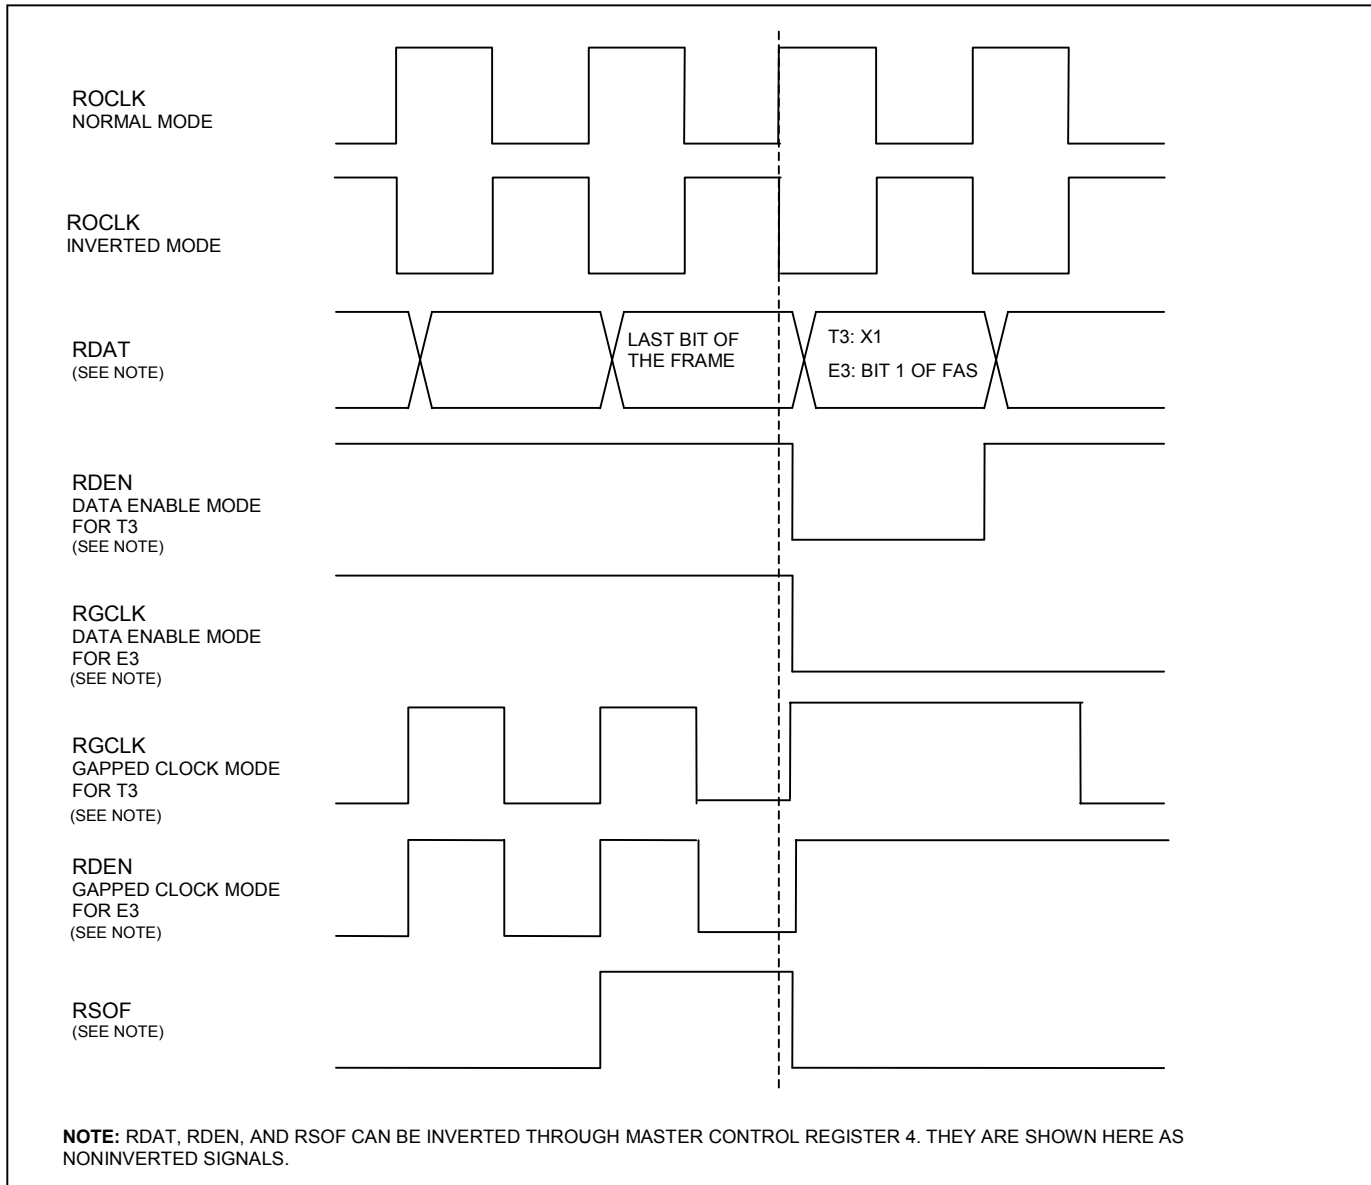 ROCLK
NORMAL MODE
ROCLK
INVERTED MODE
RDAT
(SEE NOTE)
LAST BIT OF
THE FRAME
T3: X1
E3: BIT 1 OF FAS
RDEN
DATA ENABLE MODE
FOR T3
(SEE NOTE)
RGCLK
DATA ENABLE MODE
FOR E3
(SEE NOTE)
RGCLK
GAPPED CLOCK MODE
FOR T3
(SEE NOTE)
RDEN
GAPPED CLOCK MODE
FOR E3
(SEE NOTE)
RSOF
(SEE NOTE)
NOTE: RDAT, RDEN, AND RSOF CAN BE INVERTED THROUGH MASTER CONTROL REGISTER 4. THEY ARE SHOWN HERE AS
NONINVERTED SIGNALS.